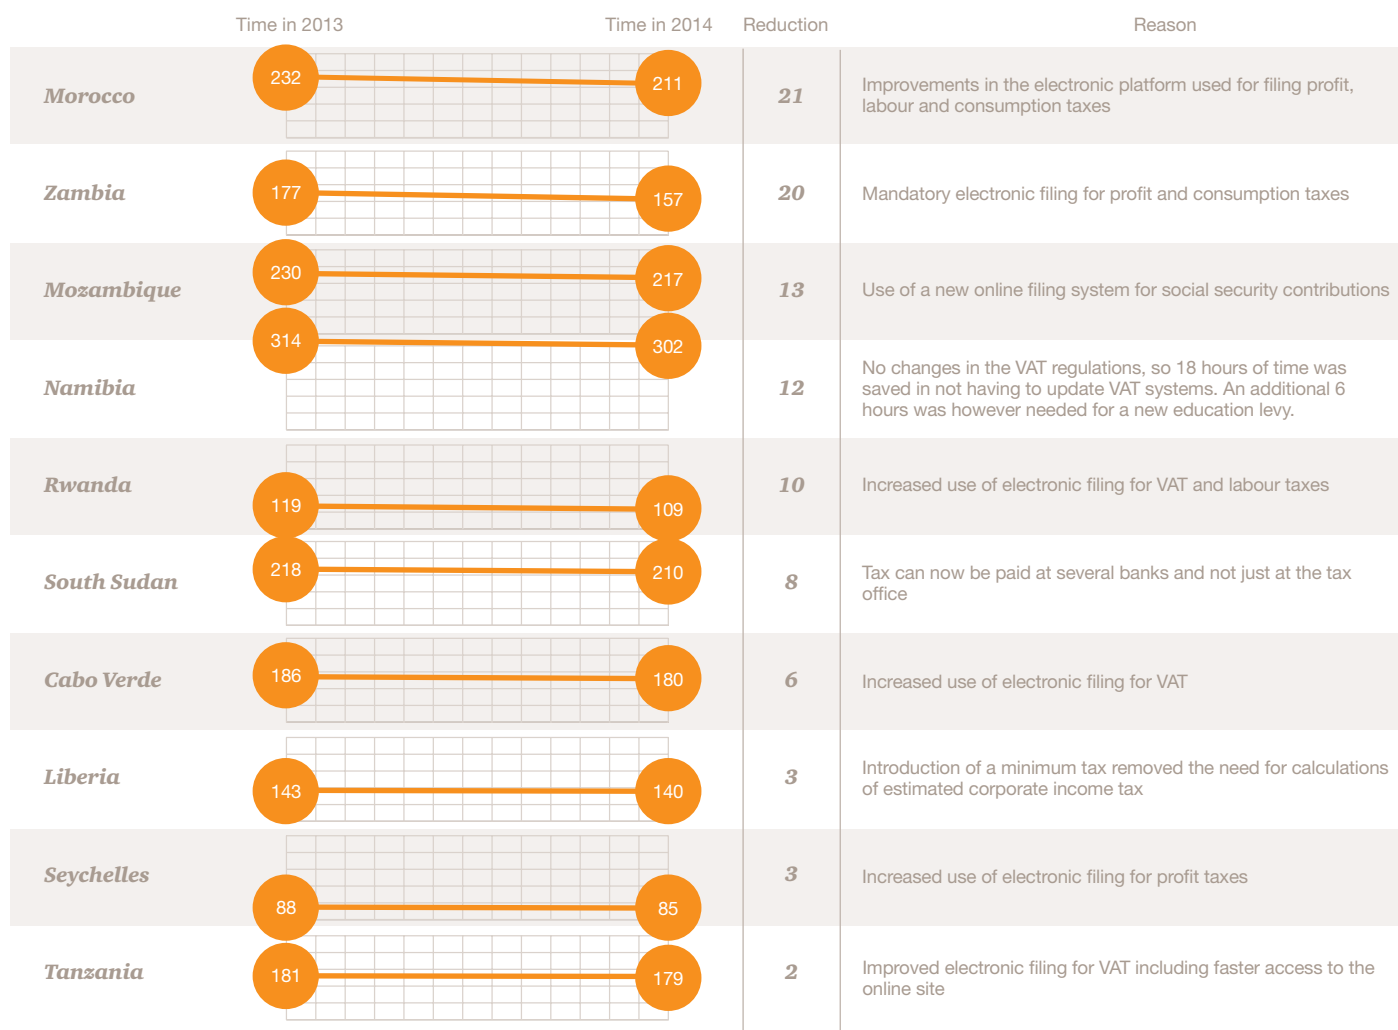 Time in 2013 Time in 2014 Reduction Reason
Morocco 232 211 21 Improvements in the electronic platform used for filing profit,
labour and consumption taxes
Zambia 177 157 20 Mandatory electronic filing for profit and consumption taxes
Mozambique 230 217 13 Use of a new online filing system for social security contributions
Namibia 314 302 12 No changes in the VAT regulations, so 18 hours of time was
saved in not having to update VAT systems. An additional 6
hours was however needed for a new education levy.
Rwanda 119 109 10 Increased use of electronic filing for VAT and labour taxes
South Sudan 218 210 8 Tax can now be paid at several banks and not just at the tax
office
Cabo Verde 186 180 6 Increased use of electronic filing for VAT
Liberia 143 140 3 Introduction of a minimum tax removed the need for calculations
of estimated corporate income tax
Seychelles 88 85 3 Increased use of electronic filing for profit taxes
Tanzania 181 179 2 Improved electronic filing for VAT including faster access to the
online site